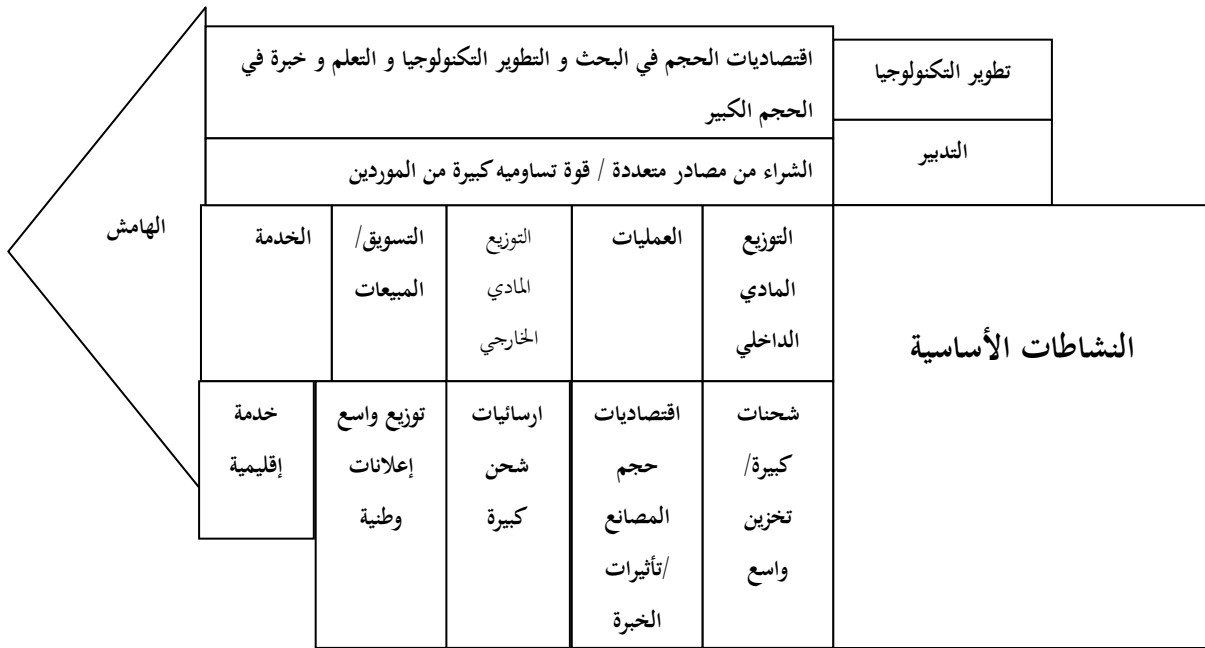 تطوير التكنولوجيا
اقتصاديات الحجم في البحث و التطوير التكنولوجيا و التعلم و خبرة في
الحجم الكبير
التدبير
الشراء من مصادر متعددة / قوة تساوميه كبيرة من الموردين
النشاطات الأساسية
التوزيع
المادي
الداخلي
العمليات
التوزيع
المادي
الخارجي
التسويق/
المبيعات
الخدمة
الهامش
شحنات
كبيرة/
تخزين
واسع
اقتصاديات
حجم
المصانع
/تأثيرات
الخبرة
ارسائيات
شحن
كبيرة
توزيع واسع
إعلانات
وطنية
خدمة
إقليمية